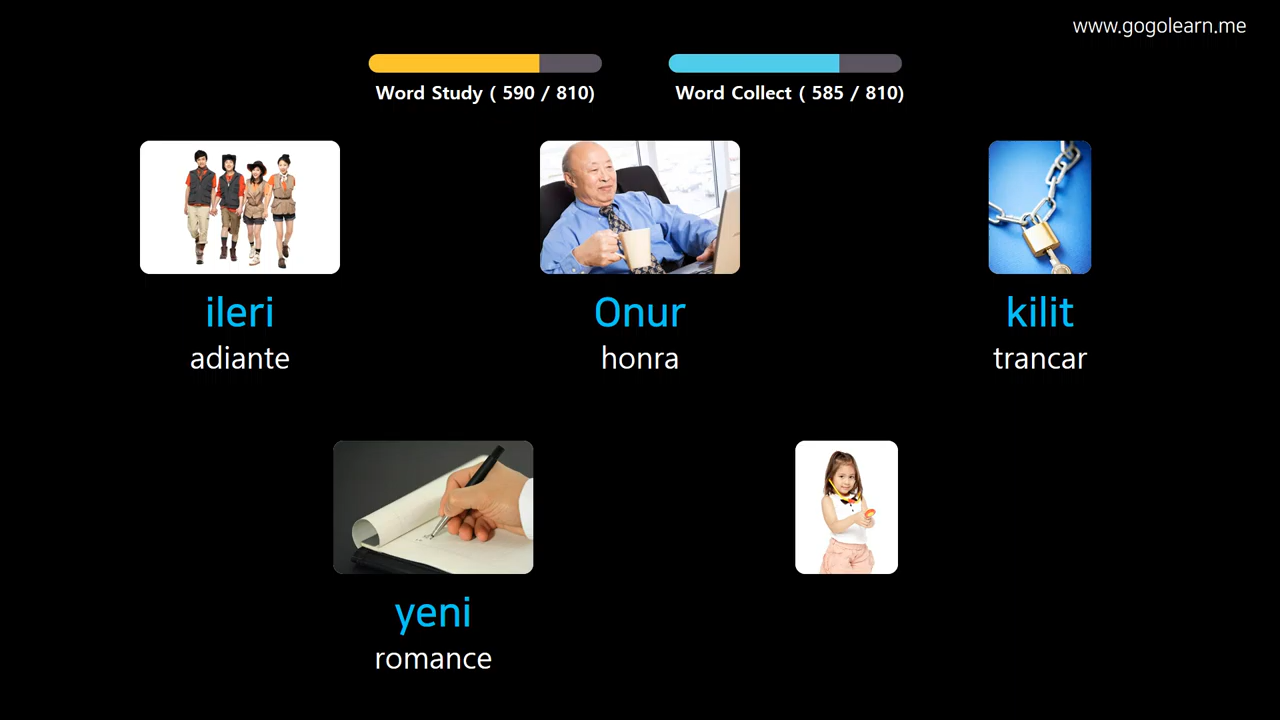 www.gogolearn.me
Word Study ( 590 / 810)
Word Collect ( 585 / 810)
ileri
adiante
Onur
honra
kilit
trancar
yeni
romance